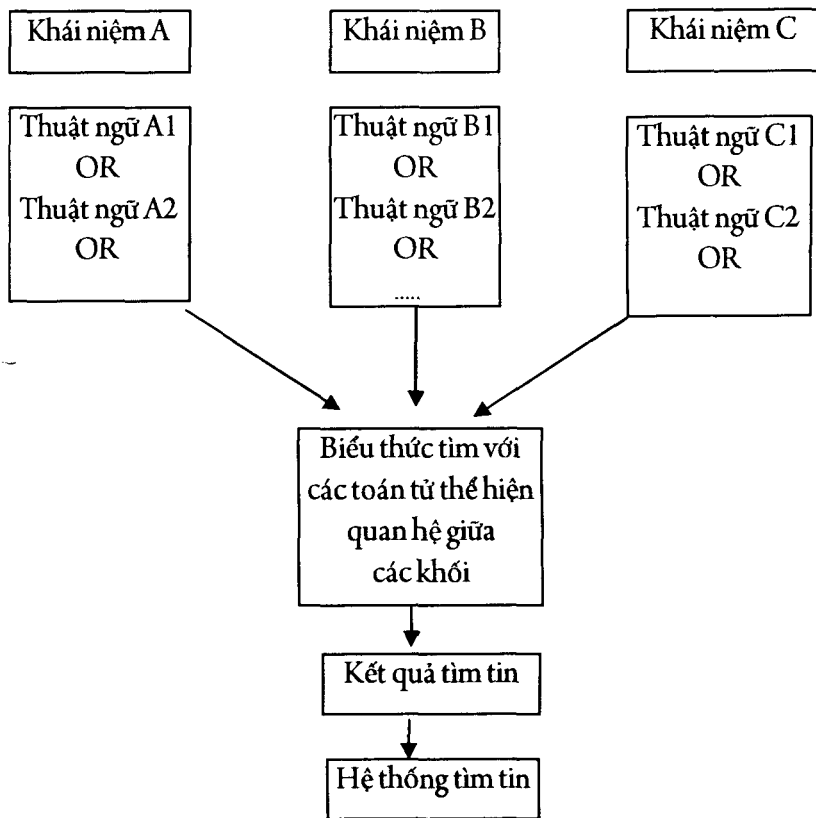 Khái niệm A
Khái niệm B
Khái niệm C
Thuật ngữ A1
OR
Thuật ngữ A2
OR
Thuật ngữ B1
OR
Thuật ngữ B2
OR
.....
Thuật ngữ C1
OR
Thuật ngữ C2
OR
Biểu thức tìm với
các toán tử thể hiện
quan hệ giữa
các khối
Kết quả tìm tin
Hệ thống tìm tin